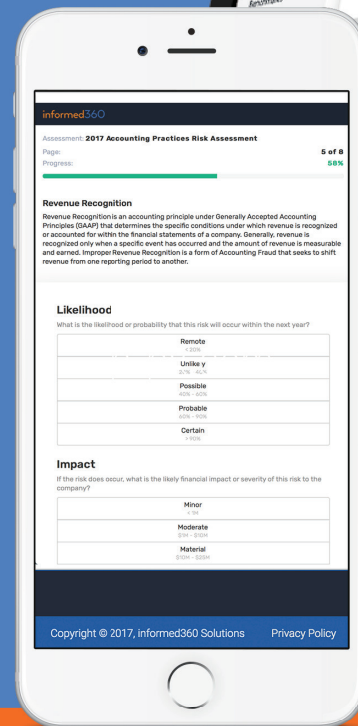 informed360
Assessment: 2017 Accounting Practices Risk Assessment
Page: 5 of 8
Progress: 58%
Revenue Recognition
Revenue Recognition is an accounting principle under Generally Accepted Accounting
Principles (GAAP) that determines the specific conditions under which revenue is recognized
or accounted for within the financial statements of a company. Generally, revenue is
recognized only when a specific event has occurred and the amount of revenue is measurable
and earned. Improper Revenue Recognition is a form of Accounting Fraud that seeks to shift
revenue from one reporting period to another.
Likelihood
What is the likelihood or probability that this risk will occur within the next year?
Remote
< 20%
Unlike y
Possible
40% - 60%
Probable
60% - 90%
Certain
> 90%
Impact
If the risk does occur, what is the likely financial impact or severity of this risk to the
company?
Minor
< 1M
Moderate
$1M - $10M
Material
$10M - $25M
Copyright © 2017, informed360 Solutions Privacy Policy